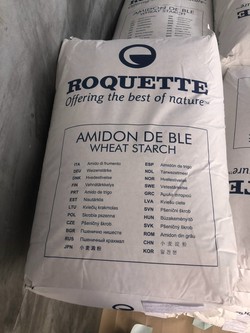 ROQUETTE
Offering the best of nature™
AMIDON DE BLE
WHEAT STARCH
ITA Amido di frumento
ESP Almidón de trigo
DEU Weizenstärke
NDL Tarwezetmeel
DNK Hvedestivelse
NOR Hvetestivelse
FIN Vehnätärkkelys
SWE Vetestärkelse
PRT Amido de trigo
GRC
EST Nisutärklis
LVA Kviešu ciete
LTU Kviečių krakmolas
SVN Pšenični škrob
POL Skrobia pszenna
HUN Búzakeményítő
CZE Pšeničný škrob
SVK Pšeničný škrob
BGR Пшенично нишесте
ROM Amidon din grâu
RUS Пшеничный крахмал
CHN 小麦淀粉
JPN 小麦澱粉
KOR